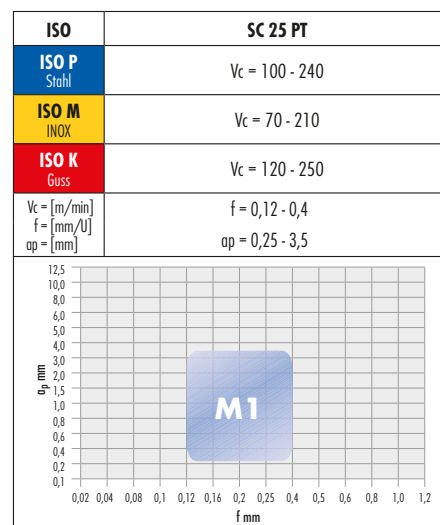 ISO SC 25 PT
ISO P
Stahl
Vc = 100 - 240
ISO M
INOX
Vc = 70 - 210
ISO K
Guss
Vc = 120 - 250
Vc = [m/min]
f = [mm/U]
ap = [mm]
f = 0,12 - 0,4
ap = 0,25 - 3,5
12,5
10,0
8,0
6,0
5,0
4,0
3,0
2,0
1,5
1,0
0,8
0,6
0,4
0,2
0,1
ap mm
M1
0,02 0,04 0,08 0,1 0,12 0,16 0,2 0,25 0,4 0,5 0,6 0,8 1,0 1,2
f mm